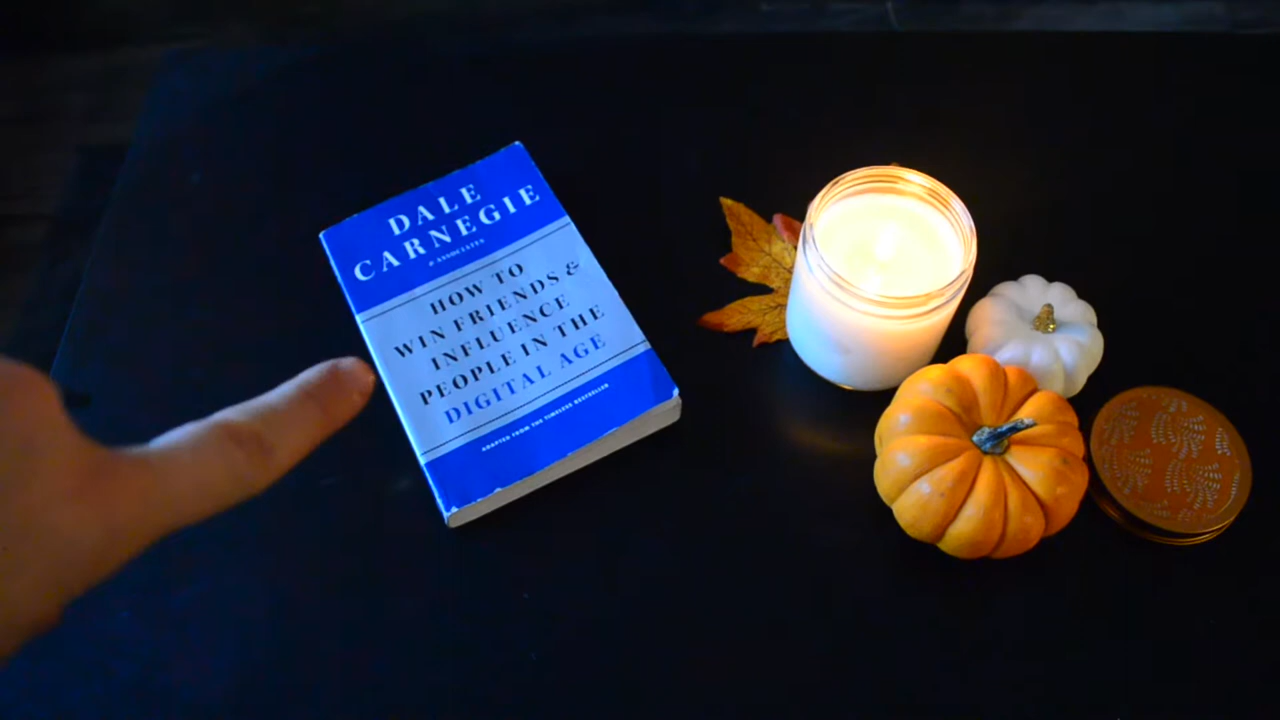 DALE
CARNEGIE
& ASSOCIATES
HOW TO
WIN FRIENDS &
INFLUENCE
PEOPLE IN THE
DIGITAL AGE
ADAPTED FROM THE TIMELESS BESTSELLER